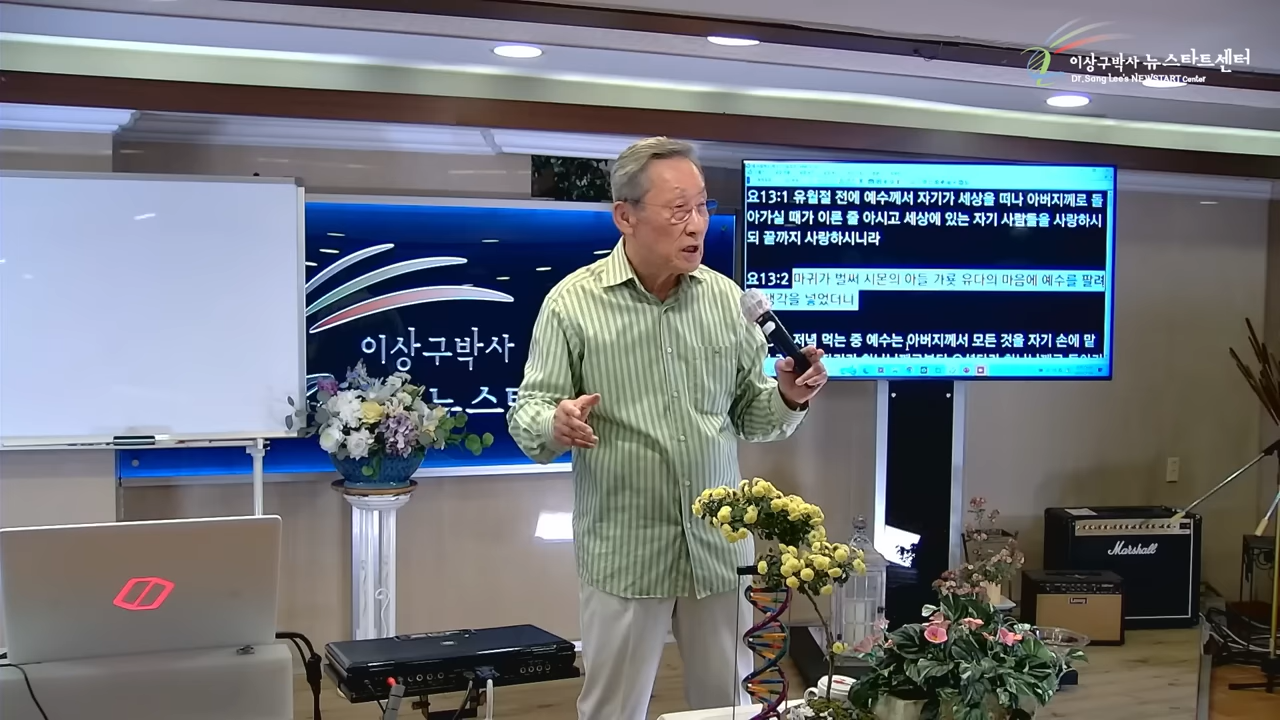 이상구박사 뉴스타트센터
Dr. Sang Lee's NEWSTART Center
요13:1 유월절 전에 예수께서 자기가 세상을 떠나 아버지께로 돌
아가실 때가 이른 줄 아시고 세상에 있는 자기 사람들을 사랑하시
되 끝까지 사랑하시니라
요13:2 마귀가 벌써 시몬의 아들 가룟 유다의 마음에 예수를 팔려
생각을 넣었더니
저녁 먹는 중 예수는 아버지께서 모든 것을 자기 손에 맡
이상구박사
뉴스타
Marshall
Laney